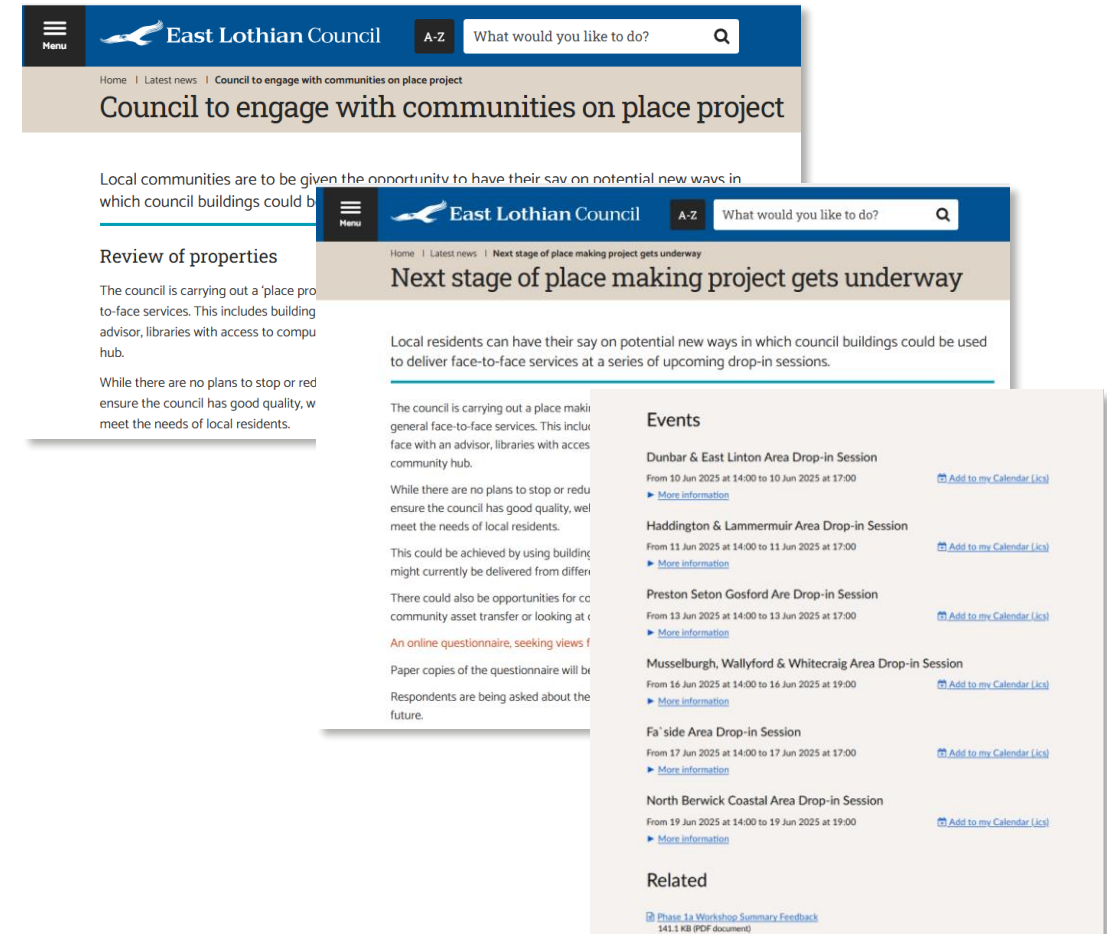 Menu
East Lothian Council
A-Z
What would you like to do?
Home | Latest news | Council to engage with communities on place project
Council to engage with communities on place project
Local communities are to be given the opportunity to have their say on potential new ways in
which council buildings could b
Review of properties
The council is carrying out a ‘place pro
to-face services. This includes building
advisor, libraries with access to compu
hub.
While there are no plans to stop or red
ensure the council has good quality, w
meet the needs of local residents.
Menu
East Lothian Council
A-Z
What would you like to do?
Home | Latest news | Next stage of place making project gets underway
Next stage of place making project gets underway
Local residents can have their say on potential new ways in which council buildings could be used
to deliver face-to-face services at a series of upcoming drop-in sessions.
The council is carrying out a place maki
general face-to-face services. This inclu
face with an advisor, libraries with acces
community hub.
While there are no plans to stop or redu
ensure the council has good quality, wel
meet the needs of local residents.
This could be achieved by using building
might currently be delivered from differe
There could also be opportunities for co
community asset transfer or looking at
An online questionnaire, seeking views f
Paper copies of the questionnaire will be
Respondents are being asked about the
future.
Events
Dunbar & East Linton Area Drop-in Session
From 10 Jun 2025 at 14:00 to 10 Jun 2025 at 17:00
Add to my Calendar (.ics)
► More information
Haddington & Lammermuir Area Drop-in Session
From 11 Jun 2025 at 14:00 to 11 Jun 2025 at 17:00
Add to my Calendar (.ics)
► More information
Preston Seton Gosford Are Drop-in Session
From 13 Jun 2025 at 14:00 to 13 Jun 2025 at 17:00
Add to my Calendar (.ics)
► More information
Musselburgh, Wallyford & Whitecraig Area Drop-in Session
From 16 Jun 2025 at 14:00 to 16 Jun 2025 at 19:00
Add to my Calendar (.ics)
► More information
Fa`side Area Drop-in Session
From 17 Jun 2025 at 14:00 to 17 Jun 2025 at 17:00
Add to my Calendar (.ics)
► More information
North Berwick Coastal Area Drop-in Session
From 19 Jun 2025 at 14:00 to 19 Jun 2025 at 19:00
Add to my Calendar (.ics)
► More information
Related
Phase 1a Workshop Summary Feedback
141.1 KB (PDF document)